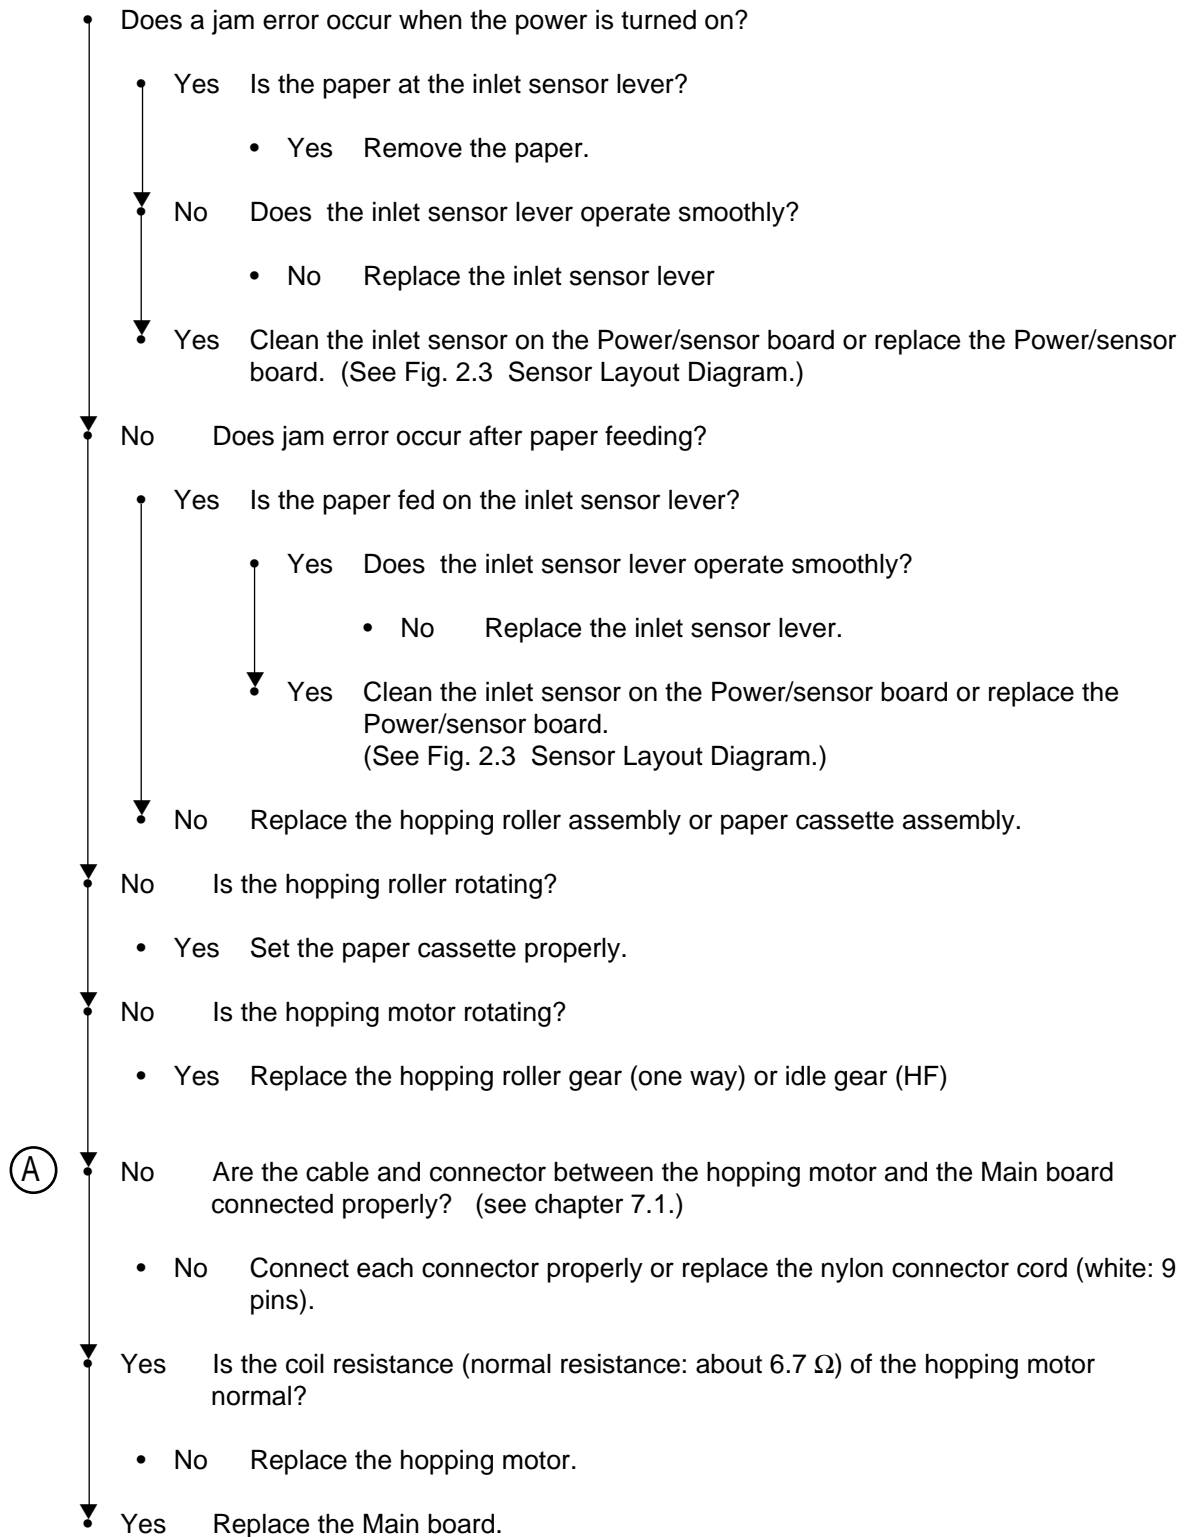 Does a jam error occur when the power is turned on?
Yes Is the paper at the inlet sensor lever?
• Yes Remove the paper.
No Does the inlet sensor lever operate smoothly?
• No Replace the inlet sensor lever
Yes Clean the inlet sensor on the Power/sensor board or replace the Power/sensor
board. (See Fig. 2.3 Sensor Layout Diagram.)
No Does jam error occur after paper feeding?
Yes Is the paper fed on the inlet sensor lever?
Yes Does the inlet sensor lever operate smoothly?
• No Replace the inlet sensor lever.
Yes Clean the inlet sensor on the Power/sensor board or replace the
Power/sensor board.
(See Fig. 2.3 Sensor Layout Diagram.)
No Replace the hopping roller assembly or paper cassette assembly.
No Is the hopping roller rotating?
• Yes Set the paper cassette properly.
No Is the hopping motor rotating?
• Yes Replace the hopping roller gear (one way) or idle gear (HF)
A No Are the cable and connector between the hopping motor and the Main board
connected properly? (see chapter 7.1.)
• No Connect each connector properly or replace the nylon connector cord (white: 9
pins).
Yes Is the coil resistance (normal resistance: about 6.7 Ω) of the hopping motor
normal?
• No Replace the hopping motor.
Yes Replace the Main board.